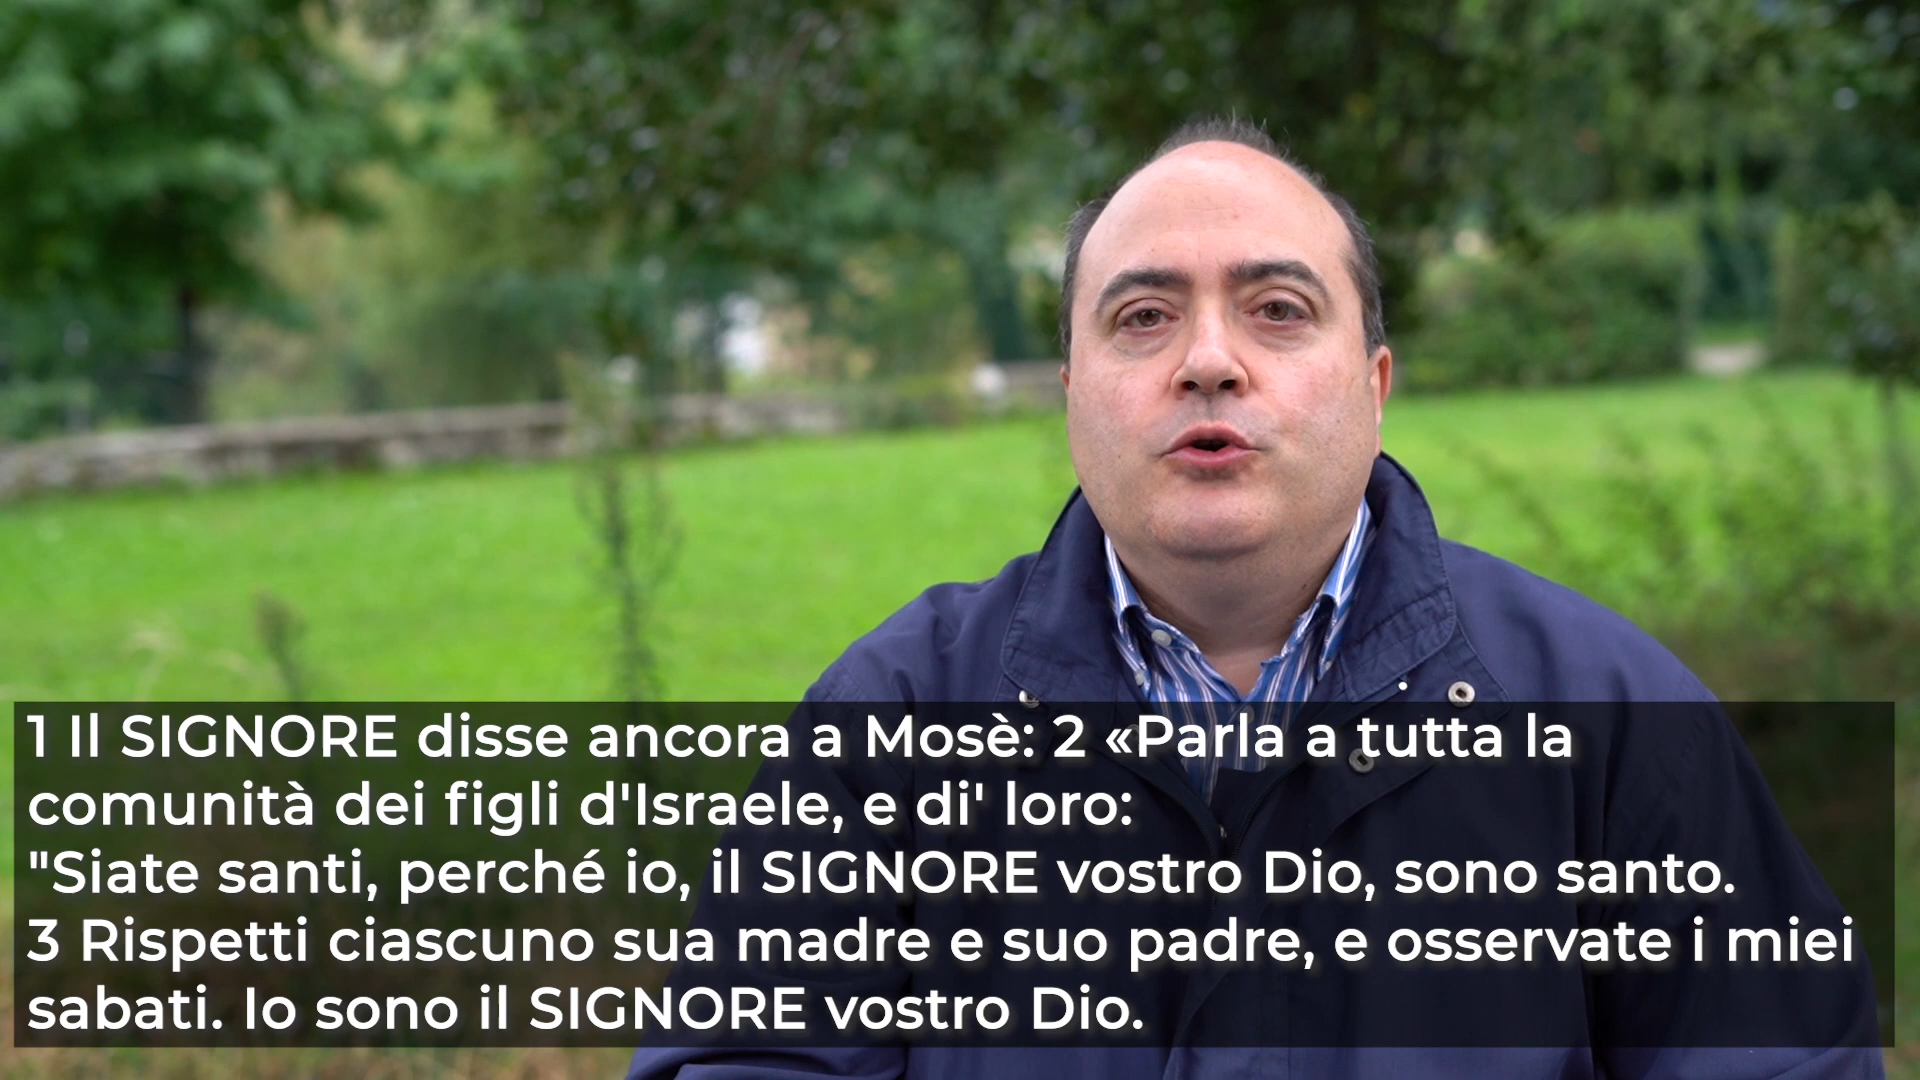 1 Il SIGNORE disse ancora a Mosè: 2 «Parla a tutta la
comunità dei figli d'Israele, e di' loro:
"Siate santi, perché io, il SIGNORE vostro Dio, sono santo.
3 Rispetti ciascuno sua madre e suo padre, e osservate i miei
sabati. Io sono il SIGNORE vostro Dio.